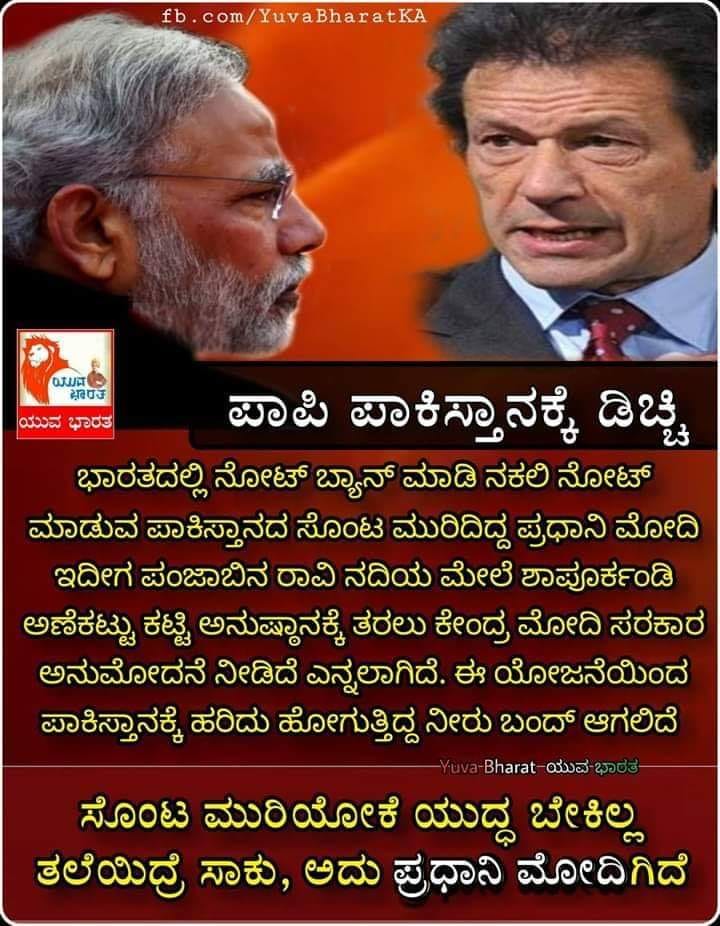 fb.com/YuvaBharatKA
ಯುವ
ಭಾರತ
ಯುವ ಭಾರತ
ಪಾಪಿ ಪಾಕಿಸ್ತಾನಕ್ಕೆ ಡಿಚ್ಚಿ
ಭಾರತದಲ್ಲಿ ನೋಟ್ ಬ್ಯಾನ್ ಮಾಡಿ ನಕಲಿ ನೋಟ್
ಮಾಡುವ ಪಾಕಿಸ್ತಾನದ ಸೊಂಟ ಮುರಿದಿದ್ದ ಪ್ರಧಾನಿ ಮೋದಿ
ಇದೀಗ ಪಂಜಾಬಿನ ರಾವಿ ನದಿಯ ಮೇಲೆ ಶಾಪೂರ್ಕಂಡಿ
ಅಣೆಕಟ್ಟು ಕಟ್ಟಿ ಅನುಷ್ಠಾನಕ್ಕೆ ತರಲು ಕೇಂದ್ರ ಮೋದಿ ಸರಕಾರ
ಅನುಮೋದನೆ ನೀಡಿದೆ ಎನ್ನಲಾಗಿದೆ. ಈ ಯೋಜನೆಯಿಂದ
ಪಾಕಿಸ್ತಾನಕ್ಕೆ ಹರಿದು ಹೋಗುತ್ತಿದ್ದ ನೀರು ಬಂದ್ ಆಗಲಿದೆ
Yuva Bharat ಯುವ ಭಾರತ
ಸೊಂಟ ಮುರಿಯೋಕೆ ಯುದ್ಧ ಬೇಕಿಲ್ಲ
ತಲೆಯಿದ್ರೆ ಸಾಕು, ಅದು ಪ್ರಧಾನಿ ಮೋದಿಗಿದೆ